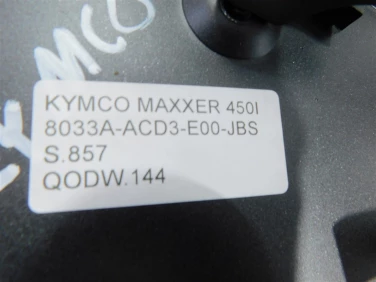 KYMCO MAXXER 450I
8033A-ACD3-E00-JBS
S.857
QODW.144